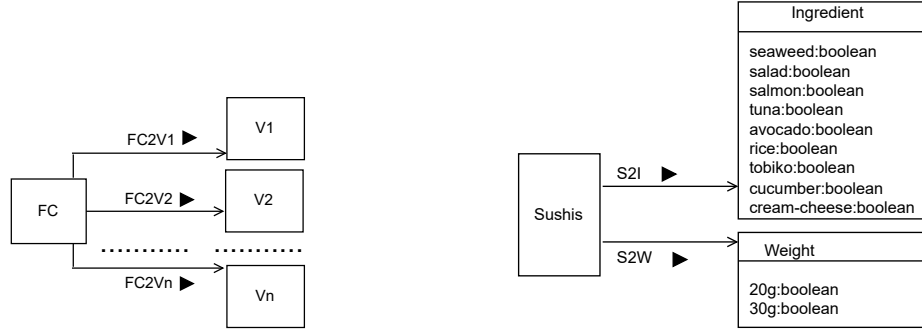 FC
FC2V1
V1
FC2V2
V2
FC2Vn
Vn
Sushis
S2I
S2W
Ingredient
seaweed:boolean
salad:boolean
salmon:boolean
tuna:boolean
avocado:boolean
rice:boolean
tobiko:boolean
cucumber:boolean
cream-cheese:boolean
Weight
20g:boolean
30g:boolean